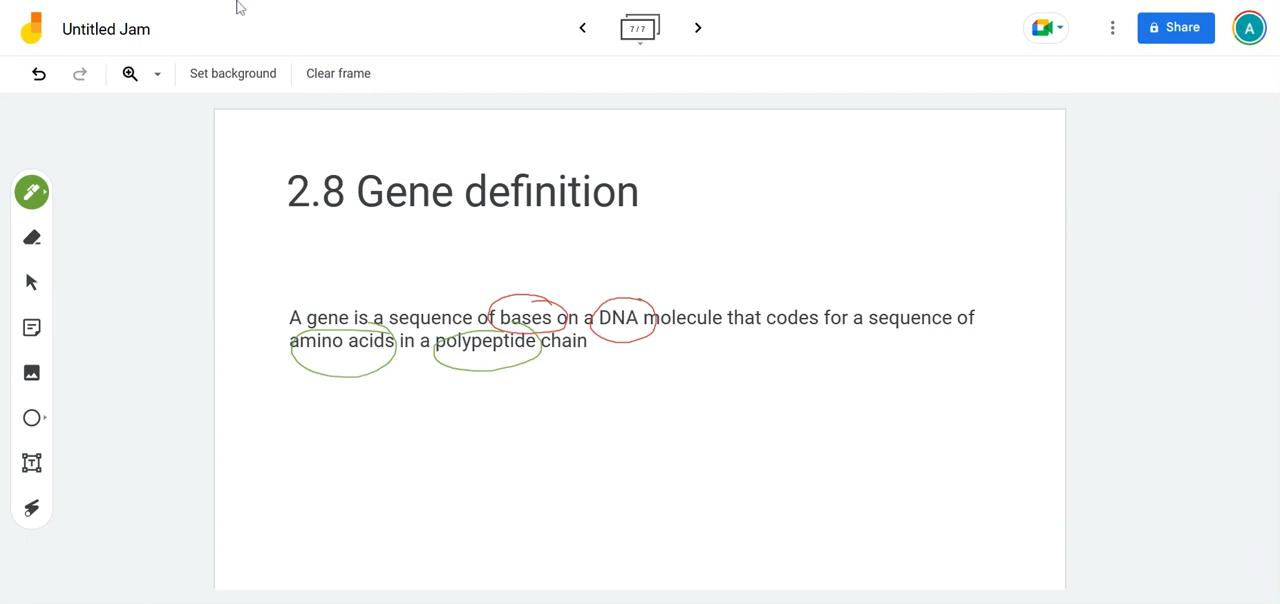 Untitled Jam
7 / 7
Share
A
Set background
Clear frame
2.8 Gene definition
A gene is a sequence of bases on a DNA molecule that codes for a sequence of
amino acids in a polypeptide chain